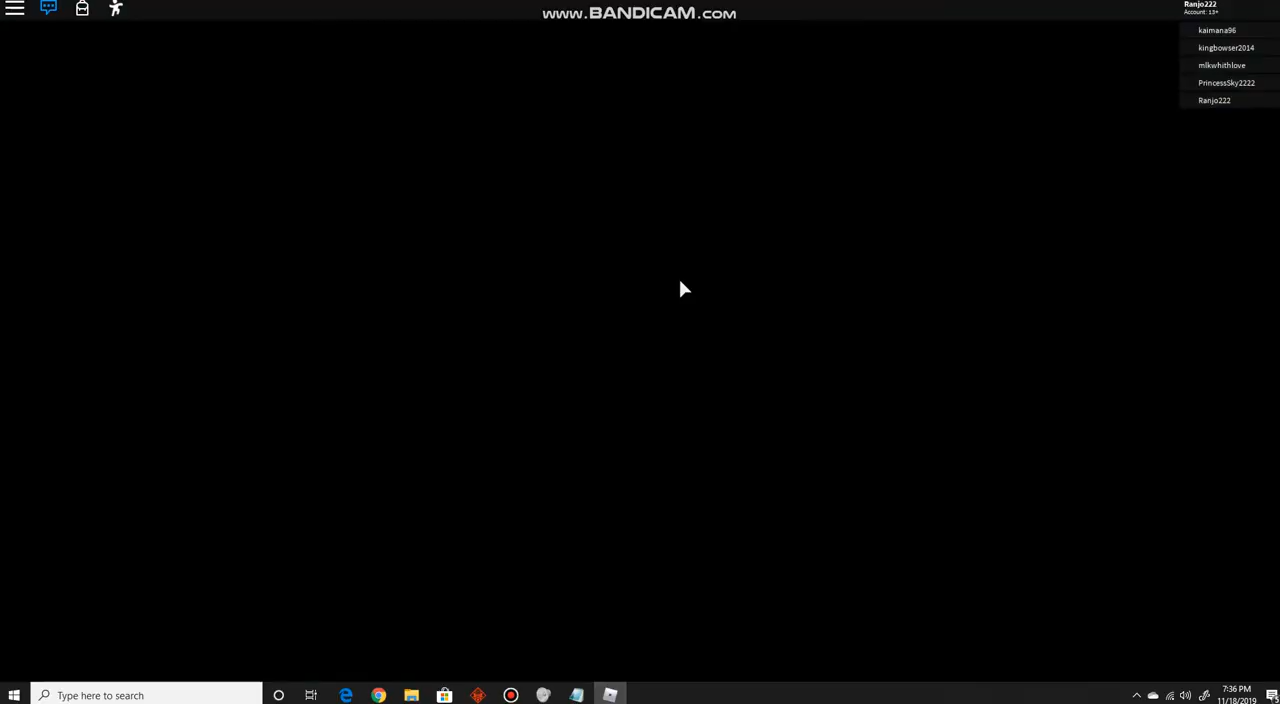 www.BANDICAM.COM
Ranjo222
Account: 13+
kaimana96
kingbowser2014
mlkwhithlove
PrincessSky2222
Ranjo222
Type here to search
7:36 PM
11/18/2019